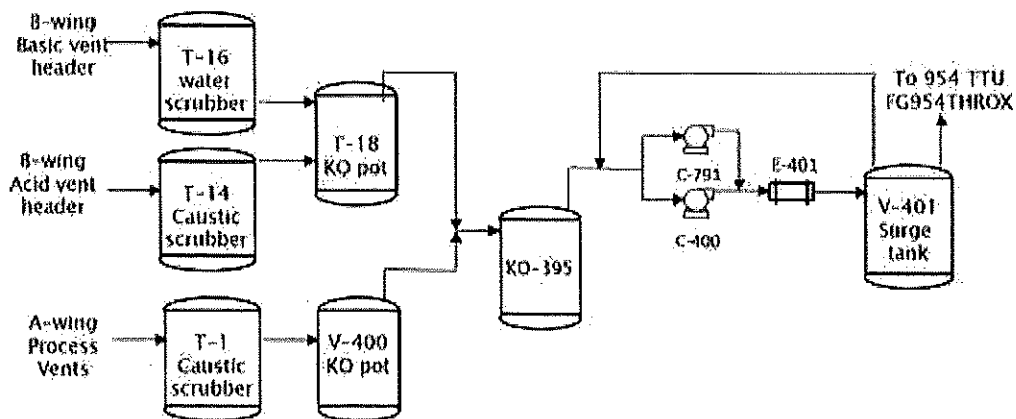 B-wing
Basic vent
header
T-16
water
scrubber
T-18
KO pot
B-wing
Acid vent
header
T-14
Caustic
scrubber
A-wing
Process
Vents
T-1
Caustic
scrubber
V-400
KO pot
KO-395
C-791
C-400
E-401
V-401
Surge
tank
To 954 TTU
FG954THROX